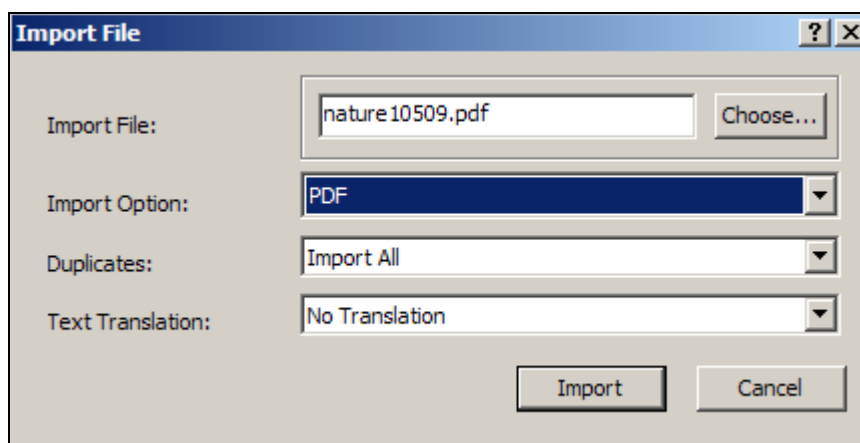 Import File
Import File: nature10509.pdf Choose...
Import Option: PDF
Duplicates: Import All
Text Translation: No Translation
Import Cancel